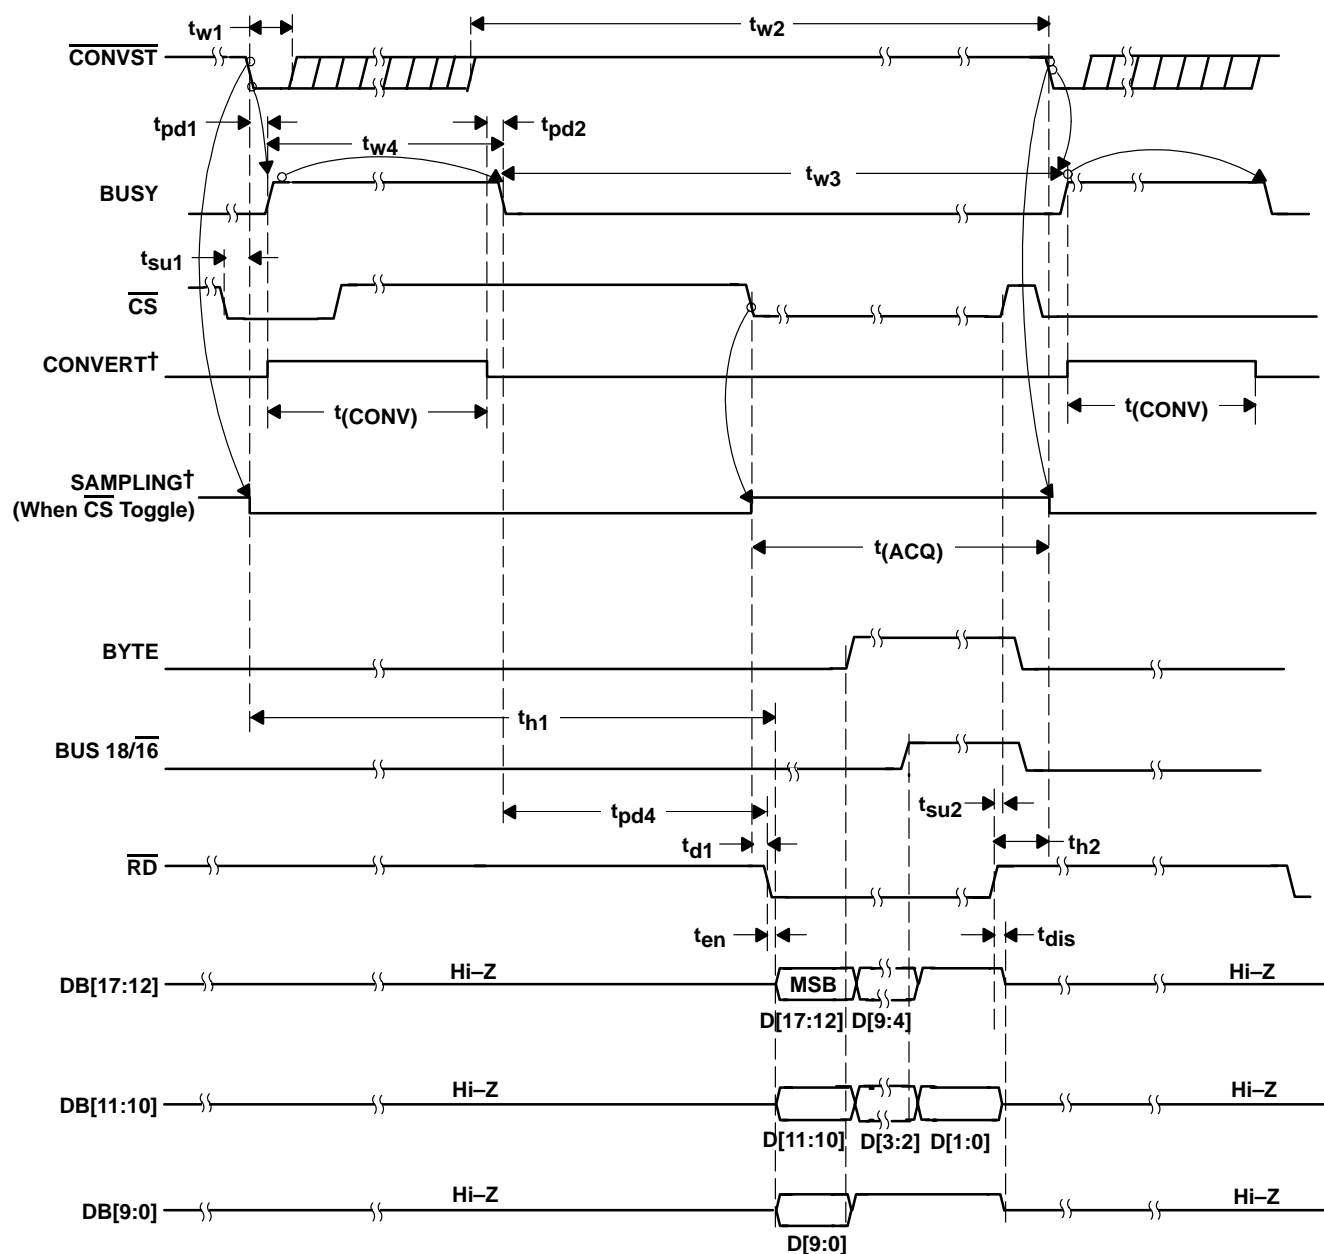 tw1
tw2
CONVST
tpd1
tw4
tpd2
tw3
BUSY
tsu1
CS
CONVERT†
t(CONV)
t(CONV)
SAMPLING†
(When CS Toggle)
t(ACQ)
BYTE
th1
BUS 18/16
tpd4
tsu2
td1
th2
RD
ten
tdis
DB[17:12]
Hi–Z
MSB
Hi–Z
D[17:12]
D[9:4]
DB[11:10]
Hi–Z
Hi–Z
D[11:10]
D[3:2]
D[1:0]
DB[9:0]
Hi–Z
Hi–Z
D[9:0]